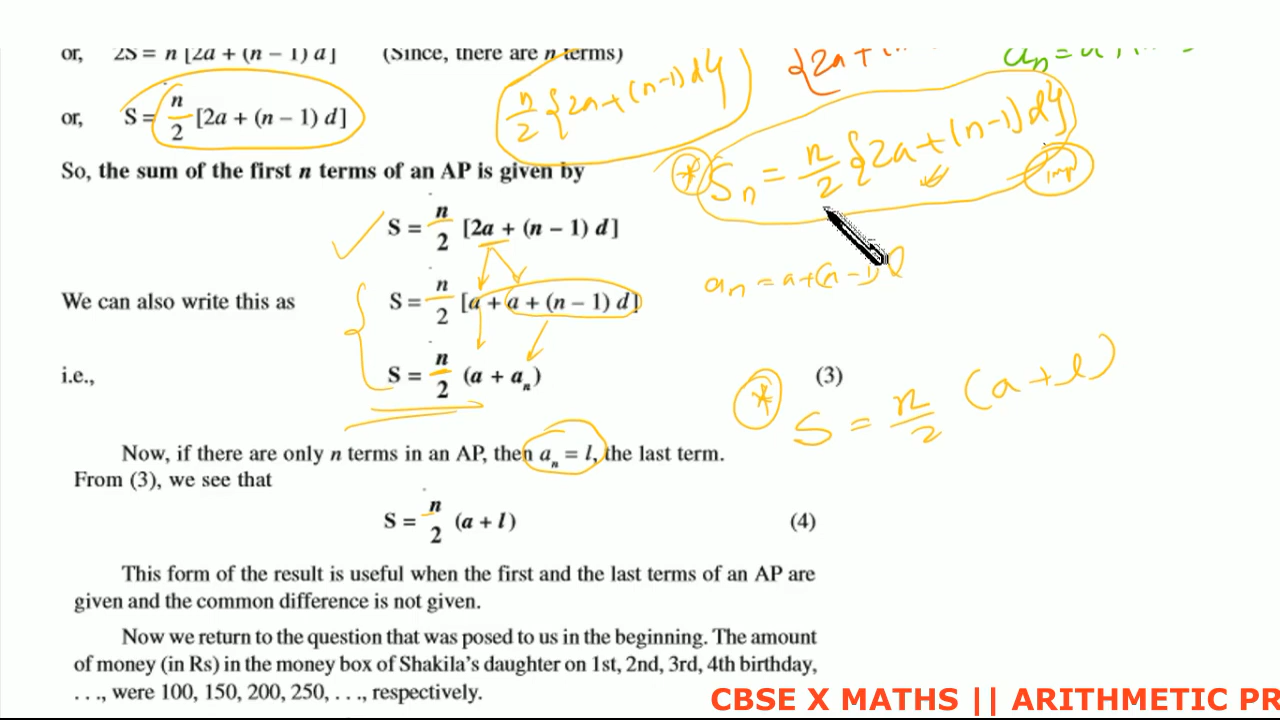 or, 2S = n [2a + (n – 1) d] (Since, there are n terms)
{2a +
aₙ = a +
or, S = n/2 [2a + (n – 1) d]
n/2 {2a + (n-1)d}
* Sₙ = n/2 {2a + (n-1)d}
Imp
So, the sum of the first n terms of an AP is given by
S = n/2 [2a + (n – 1) d]
aₙ = a + (n-1)d
We can also write this as S = n/2 [a + a + (n – 1) d]
i.e., S = n/2 (a + aₙ) (3)
* S = n/2 (a + l)
Now, if there are only n terms in an AP, then aₙ = l, the last term.
From (3), we see that
S = n/2 (a + l) (4)
This form of the result is useful when the first and the last terms of an AP are
given and the common difference is not given.
Now we return to the question that was posed to us in the beginning. The amount
of money (in Rs) in the money box of Shakila's daughter on 1st, 2nd, 3rd, 4th birthday,
. . ., were 100, 150, 200, 250, . . ., respectively.
CBSE X MATHS || ARITHMETIC PR